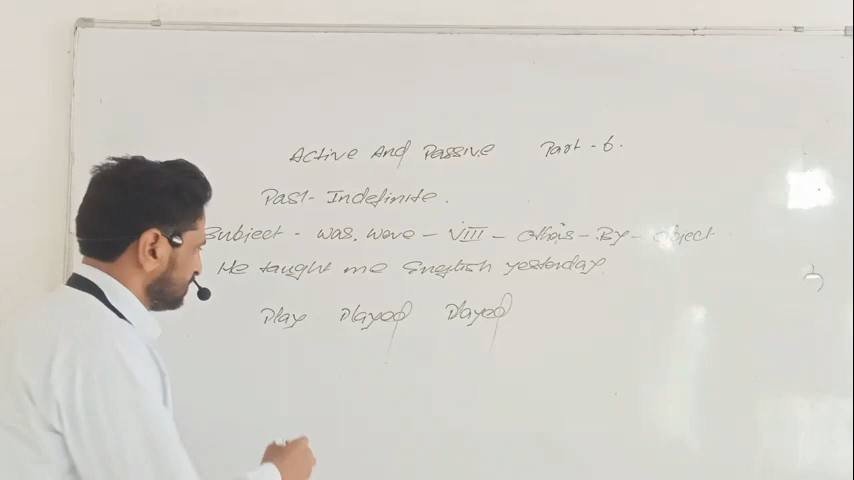 Active And Passive Part - 6.
Past- Indefinite.
Subject - was, were - VIII - Others - By - object
He taught me English yesterday.
Play Played Played